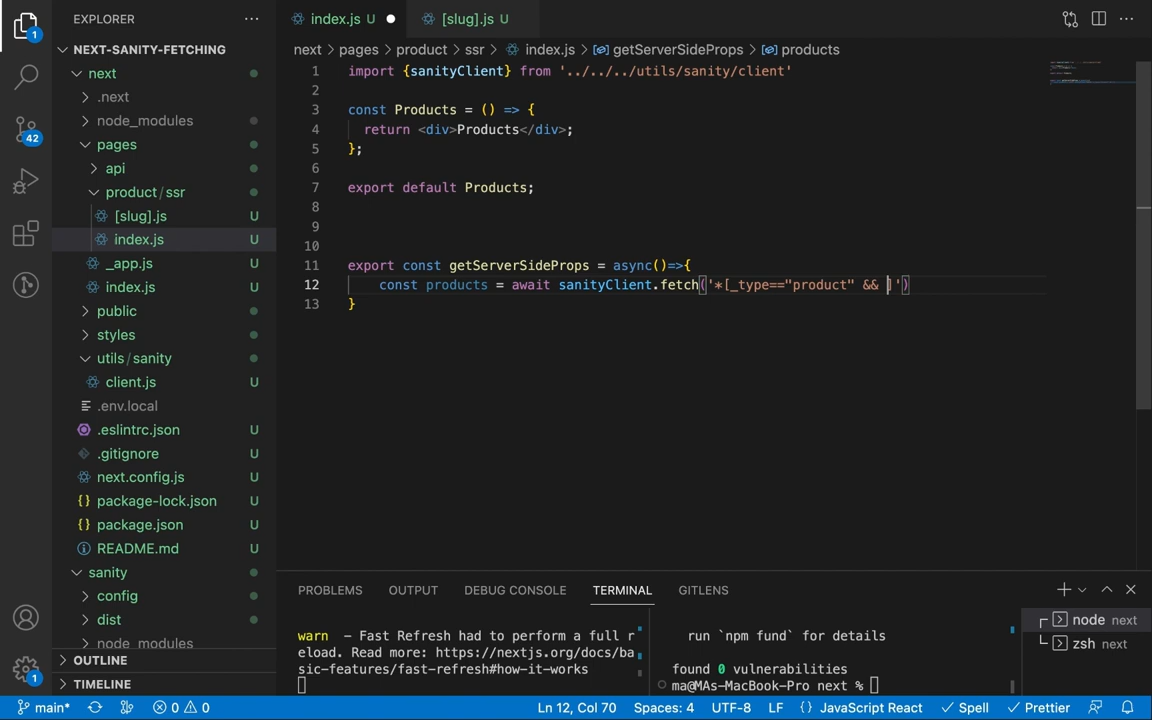 EXPLORER
index.js U
[slug].js U
NEXT-SANITY-FETCHING
next > pages > product > ssr > index.js > getServerSideProps > products
next
.next
node_modules
pages
api
product / ssr
[slug].js U
index.js U
_app.js U
index.js U
public
styles
utils / sanity
client.js U
.env.local
.eslintrc.json U
.gitignore U
next.config.js U
package-lock.json U
package.json U
README.md U
sanity
config
dist
node_modules
OUTLINE
TIMELINE
1 import {sanityClient} from '../../../utils/sanity/client'
2
3 const Products = () => {
4 return <div>Products</div>;
5 };
6
7 export default Products;
8
9
10
11 export const getServerSideProps = async()=>{
12 const products = await sanityClient.fetch('*[_type=="product" && ]')
13 }
PROBLEMS OUTPUT DEBUG CONSOLE TERMINAL GITLENS
warn - Fast Refresh had to perform a full r
eload. Read more: https://nextjs.org/docs/ba
sic-features/fast-refresh#how-it-works
run `npm fund` for details
found 0 vulnerabilities
ma@MAs-MacBook-Pro next %
node next
zsh next
1
42
1
main* 0 0 Ln 12, Col 70 Spaces: 4 UTF-8 LF {} JavaScript React Spell Prettier